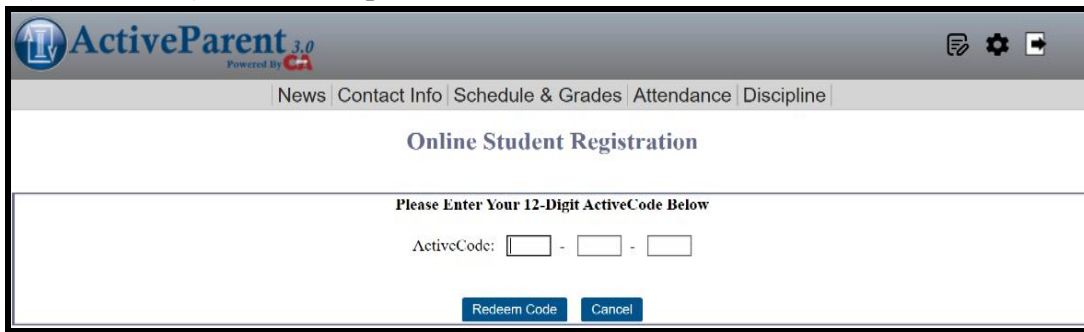 ActiveParent 3.0
Powered By CA
News Contact Info Schedule & Grades Attendance Discipline
Online Student Registration
Please Enter Your 12-Digit ActiveCode Below
ActiveCode: - -
Redeem Code Cancel